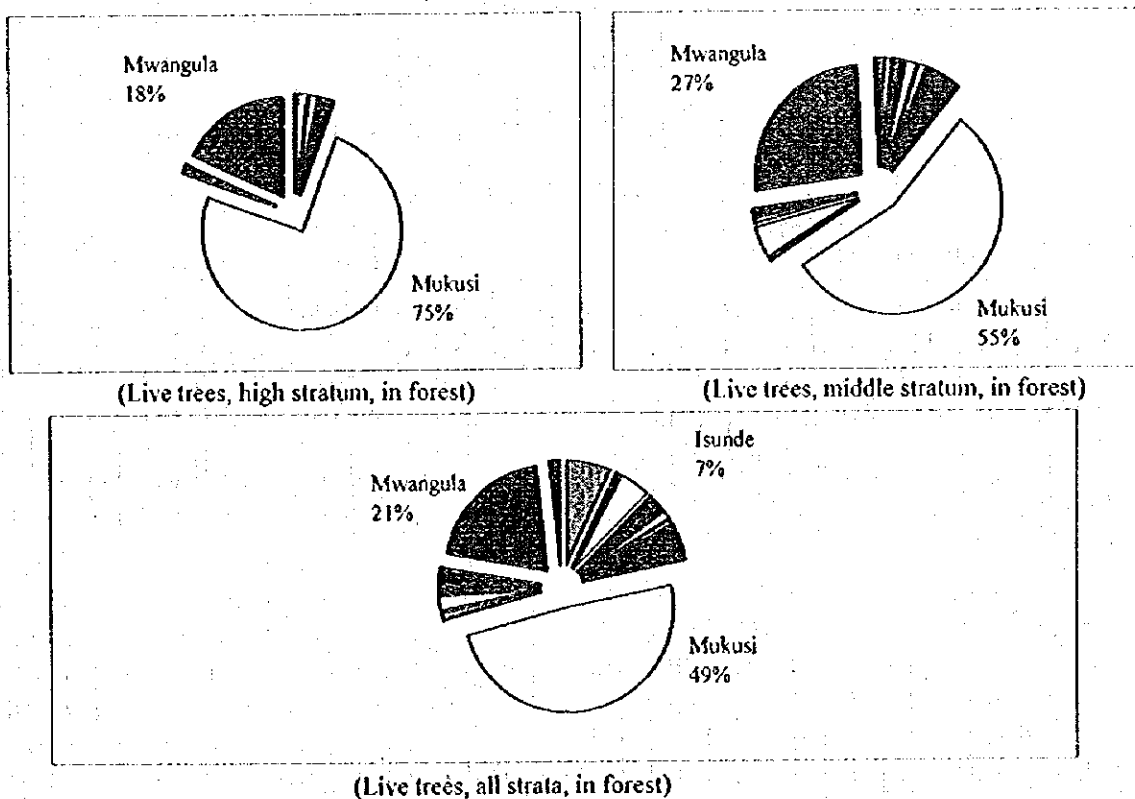 Mwangula
18%
Mukusi
75%
(Live trees, high stratum, in forest)
Mwangula
27%
Mukusi
55%
(Live trees, middle stratum, in forest)
Isunde
7%
Mwangula
21%
Mukusi
49%
(Live trees, all strata, in forest)